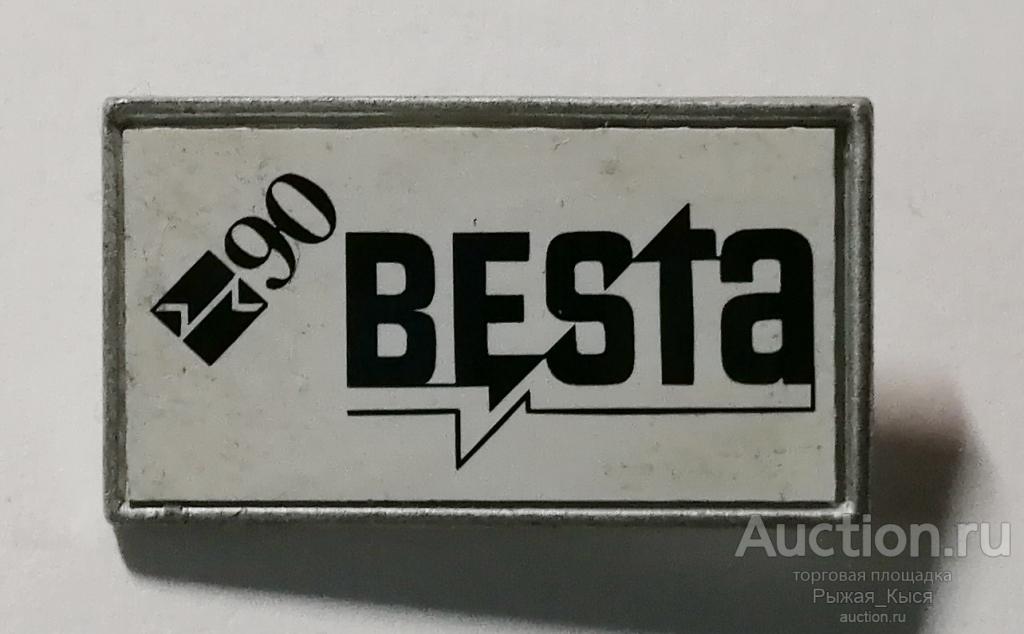 90
BESTa
Auction.ru
торговая площадка
Рыжая_Кыся
auction.ru